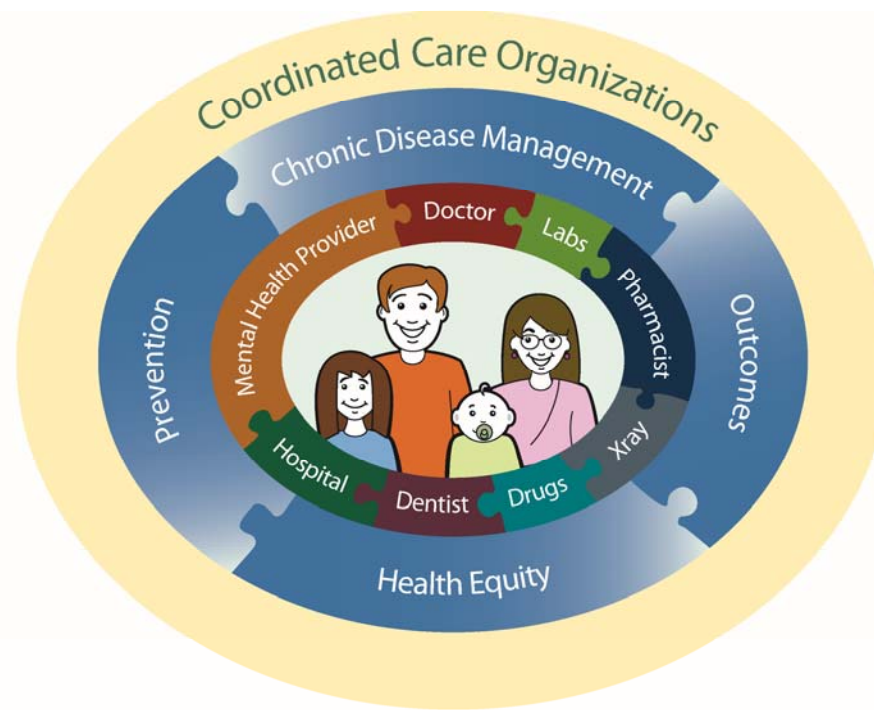 Coordinated Care Organizations
Chronic Disease Management
Outcomes
Health Equity
Prevention
Mental Health Provider
Doctor
Labs
Pharmacist
Xray
Drugs
Dentist
Hospital